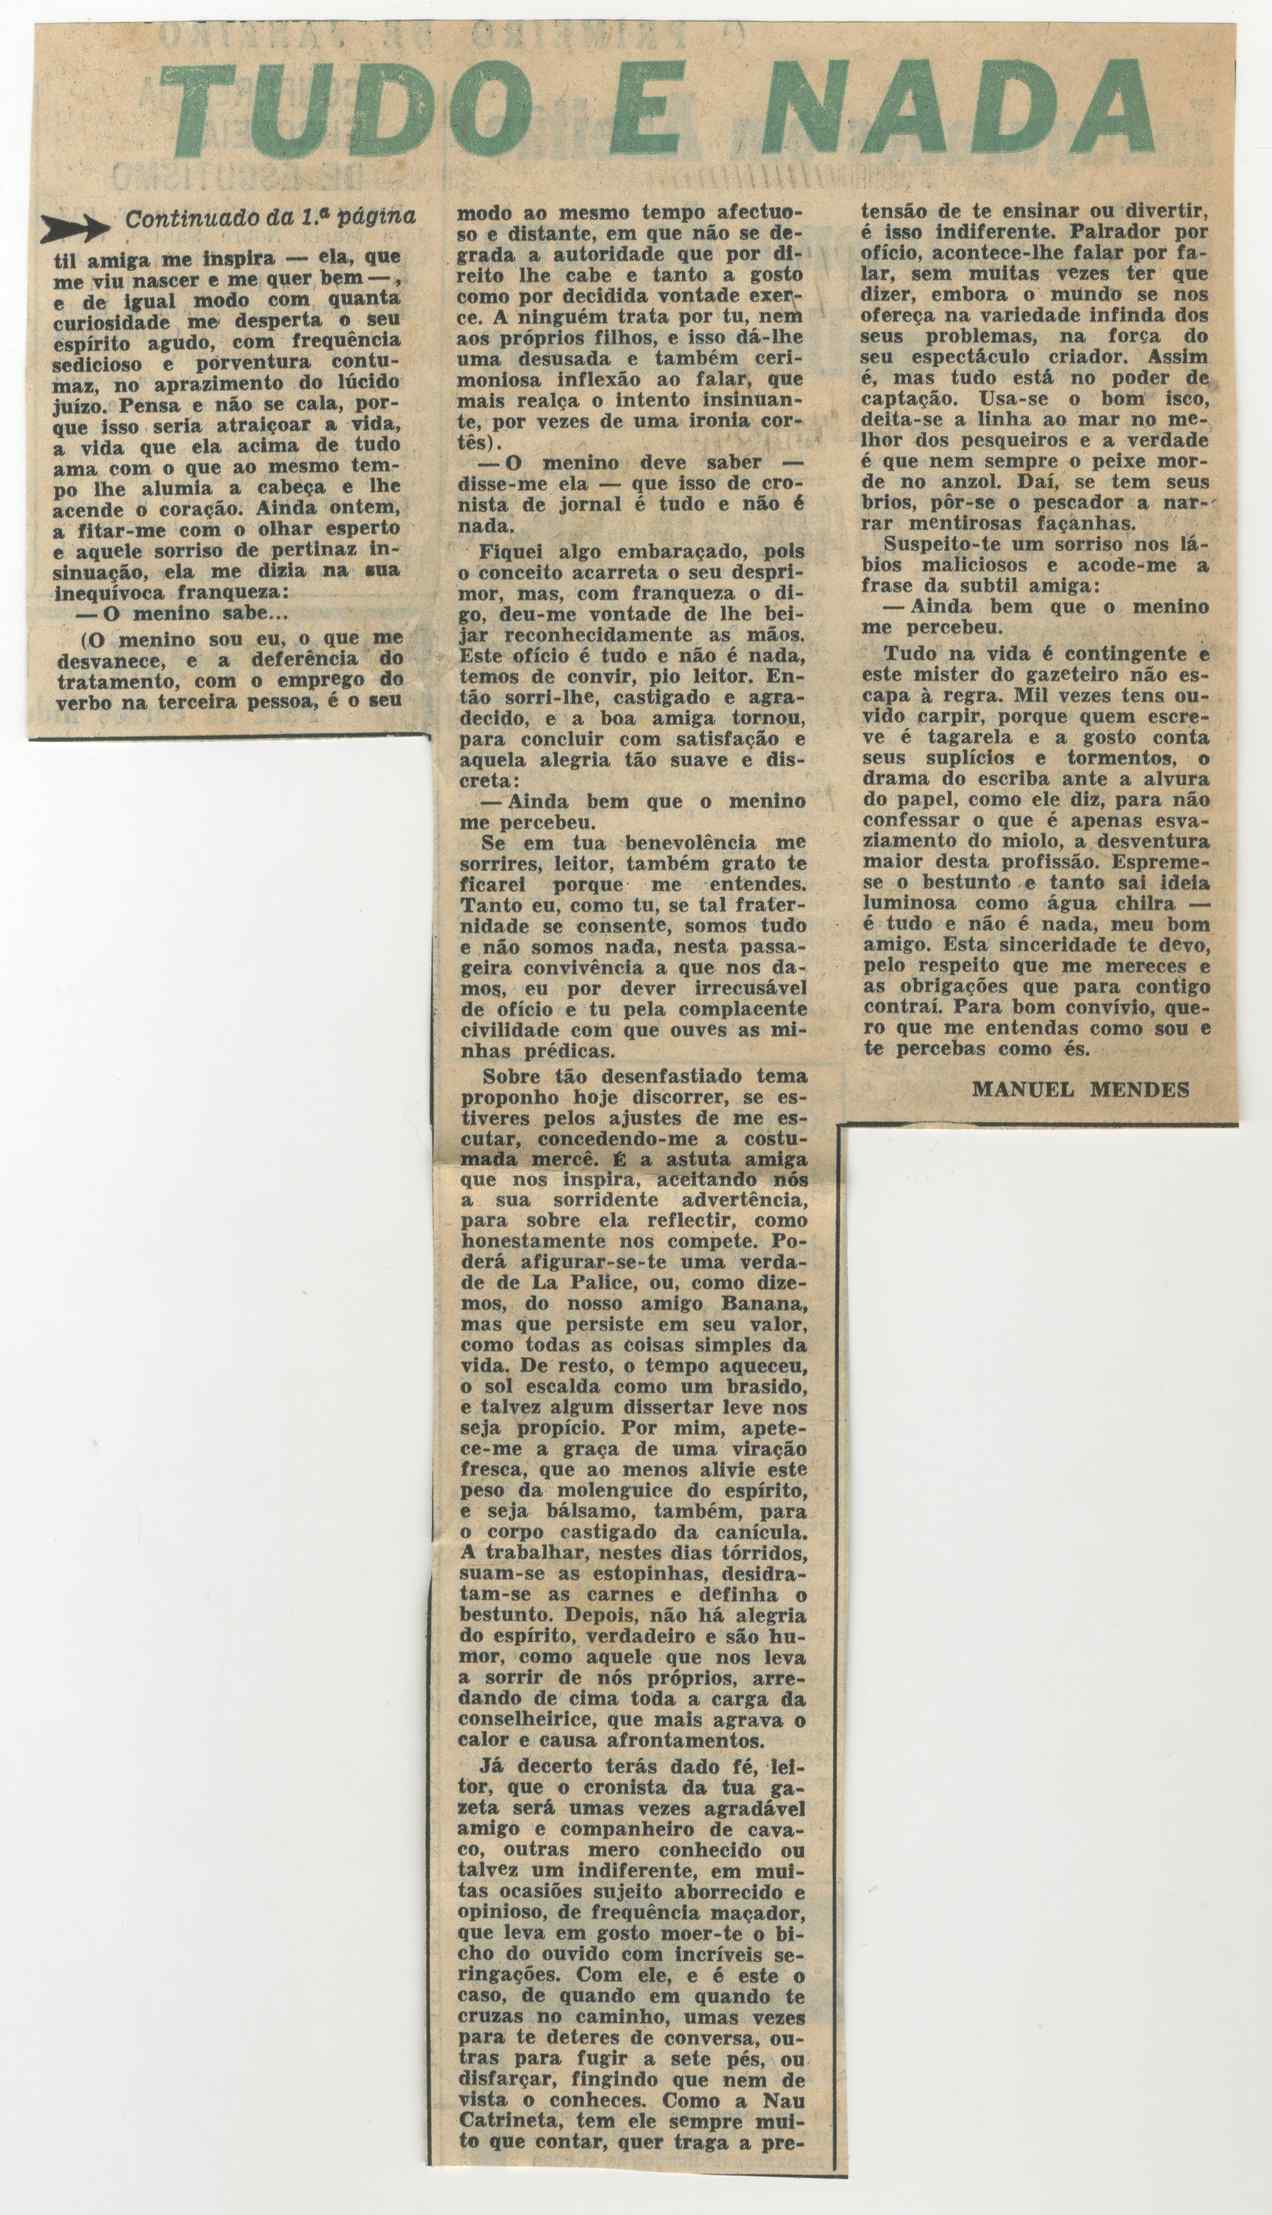 TUDO E NADA
Continuado da 1.ª página
til amiga me inspira — ela, que
me viu nascer e me quer bem —,
e de igual modo com quanta
curiosidade me desperta o seu
espírito agudo, com frequência
sedicioso e porventura contu-
maz, no aprazimento do lúcido
juízo. Pensa e não se cala, por-
que isso seria atraiçoar a vida,
a vida que ela acima de tudo
ama com o que ao mesmo tem-
po lhe alumia a cabeça e lhe
acende o coração. Ainda ontem,
a fitar-me com o olhar esperto
e aquele sorriso de pertinaz in-
sinuação, ela me dizia na sua
inequívoca franqueza:
— O menino sabe...
(O menino sou eu, o que me
desvanece, e a deferência do
tratamento, com o emprego do
verbo na terceira pessoa, é o seu
modo ao mesmo tempo afectuo-
so e distante, em que não se de-
grada a autoridade que por di-
reito lhe cabe e tanto a gosto
como por decidida vontade exer-
ce. A ninguém trata por tu, nem
aos próprios filhos, e isso dá-lhe
uma desusada e também ceri-
moniosa inflexão ao falar, que
mais realça o intento insinuan-
te, por vezes de uma ironia cor-
tês).
— O menino deve saber —
disse-me ela — que isso de cro-
nista de jornal é tudo e não é
nada.
Fiquei algo embaraçado, pois
o conceito acarreta o seu despri-
mor, mas, com franqueza o di-
go, deu-me vontade de lhe bei-
jar reconhecidamente as mãos.
Este ofício é tudo e não é nada,
temos de convir, pio leitor. En-
tão sorri-lhe, castigado e agra-
decido, e a boa amiga tornou,
para concluir com satisfação e
aquela alegria tão suave e dis-
creta:
— Ainda bem que o menino
me percebeu.
Se em tua benevolência me
sorrires, leitor, também grato te
ficarei porque me entendes.
Tanto eu, como tu, se tal frater-
nidade se consente, somos tudo
e não somos nada, nesta passa-
geira convivência a que nos da-
mos, eu por dever irrecusável
de ofício e tu pela complacente
civilidade com que ouves as mi-
nhas prédicas.
Sobre tão desenfastiado tema
proponho hoje discorrer, se es-
tiveres pelos ajustes de me es-
cutar, concedendo-me a costu-
mada mercê. É a astuta amiga
que nos inspira, aceitando nós
a sua sorridente advertência,
para sobre ela reflectir, como
honestamente nos compete. Po-
derá afigurar-se-te uma verda-
de de La Palice, ou, como dize-
mos, do nosso amigo Banana,
mas que persiste em seu valor,
como todas as coisas simples da
vida. De resto, o tempo aqueceu,
o sol escalda como um brasido,
e talvez algum dissertar leve nos
seja propício. Por mim, apete-
ce-me a graça de uma viração
fresca, que ao menos alivie este
peso da molenguice do espírito,
e seja bálsamo, também, para
o corpo castigado da canícula.
A trabalhar, nestes dias tórridos,
suam-se as estopinhas, desidra-
tam-se as carnes e definha o
bestunto. Depois, não há alegria
do espírito, verdadeiro e são hu-
mor, como aquele que nos leva
a sorrir de nós próprios, arre-
dando de cima toda a carga da
conselheirice, que mais agrava o
calor e causa afrontamentos.
Já decerto terás dado fé, lei-
tor, que o cronista da tua ga-
zeta será umas vezes agradável
amigo e companheiro de cava-
co, outras mero conhecido ou
talvez um indiferente, em mui-
tas ocasiões sujeito aborrecido e
opinioso, de frequência maçador,
que leva em gosto moer-te o bi-
cho do ouvido com incríveis se-
ringações. Com ele, e é este o
caso, de quando em quando te
cruzas no caminho, umas vezes
para te deteres de conversa, ou-
tras para fugir a sete pés, ou
disfarçar, fingindo que nem de
vista o conheces. Como a Nau
Catrineta, tem ele sempre mui-
to que contar, quer traga a pre-
tensão de te ensinar ou divertir,
é isso indiferente. Palrador por
ofício, acontece-lhe falar por fa-
lar, sem muitas vezes ter que
dizer, embora o mundo se nos
ofereça na variedade infinda dos
seus problemas, na força do
seu espectáculo criador. Assim
é, mas tudo está no poder de
captação. Usa-se o bom isco,
deita-se a linha ao mar no me-
lhor dos pesqueiros e a verdade
é que nem sempre o peixe mor-
de no anzol. Daí, se tem seus
brios, pôr-se o pescador a nar-
rar mentirosas façanhas.
Suspeito-te um sorriso nos lá-
bios maliciosos e acode-me a
frase da subtil amiga:
— Ainda bem que o menino
me percebeu.
Tudo na vida é contingente e
este mister do gazeteiro não es-
capa à regra. Mil vezes tens ou-
vido carpir, porque quem escre-
ve é tagarela e a gosto conta
seus suplícios e tormentos, o
drama do escriba ante a alvura
do papel, como ele diz, para não
confessar o que é apenas esva-
ziamento do miolo, a desventura
maior desta profissão. Espreme-
se o bestunto e tanto sai ideia
luminosa como água chilra —
é tudo e não é nada, meu bom
amigo. Esta sinceridade te devo,
pelo respeito que me mereces e
as obrigações que para contigo
contraí. Para bom convívio, que-
ro que me entendas como sou e
te percebas como és.
MANUEL MENDES